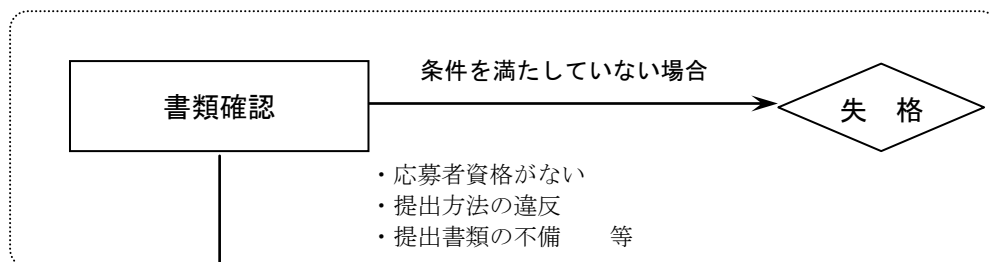 条件を満たしていない場合
書類確認
失　格
・応募者資格がない
・提出方法の違反
・提出書類の不備　　等